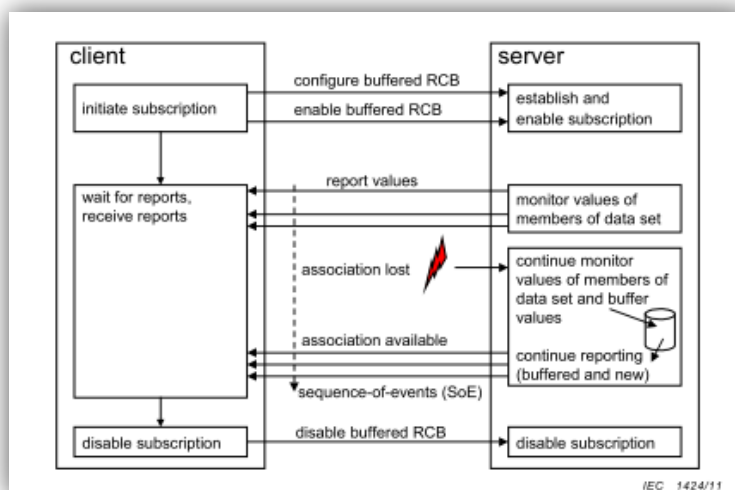 client
server
configure buffered RCB
initiate subscription
enable buffered RCB
establish and
enable subscription
report values
wait for reports,
receive reports
monitor values of
members of data set
association lost
continue monitor
values of members of
data set and buffer
values
association available
continue reporting
(buffered and new)
sequence-of-events (SoE)
disable subscription
disable buffered RCB
disable subscription
IEC 1424/11